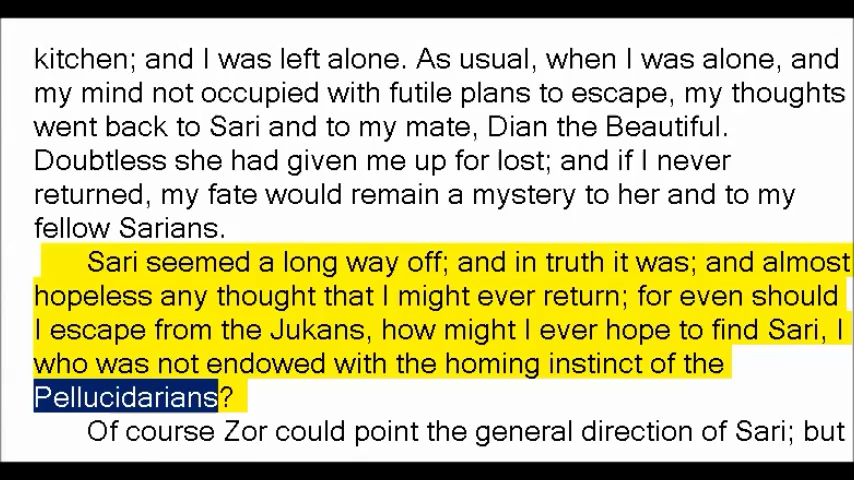 kitchen; and I was left alone. As usual, when I was alone, and
my mind not occupied with futile plans to escape, my thoughts
went back to Sari and to my mate, Dian the Beautiful.
Doubtless she had given me up for lost; and if I never
returned, my fate would remain a mystery to her and to my
fellow Sarians.
Sari seemed a long way off; and in truth it was; and almost
hopeless any thought that I might ever return; for even should
I escape from the Jukans, how might I ever hope to find Sari, I
who was not endowed with the homing instinct of the
Pellucidarians?
Of course Zor could point the general direction of Sari; but